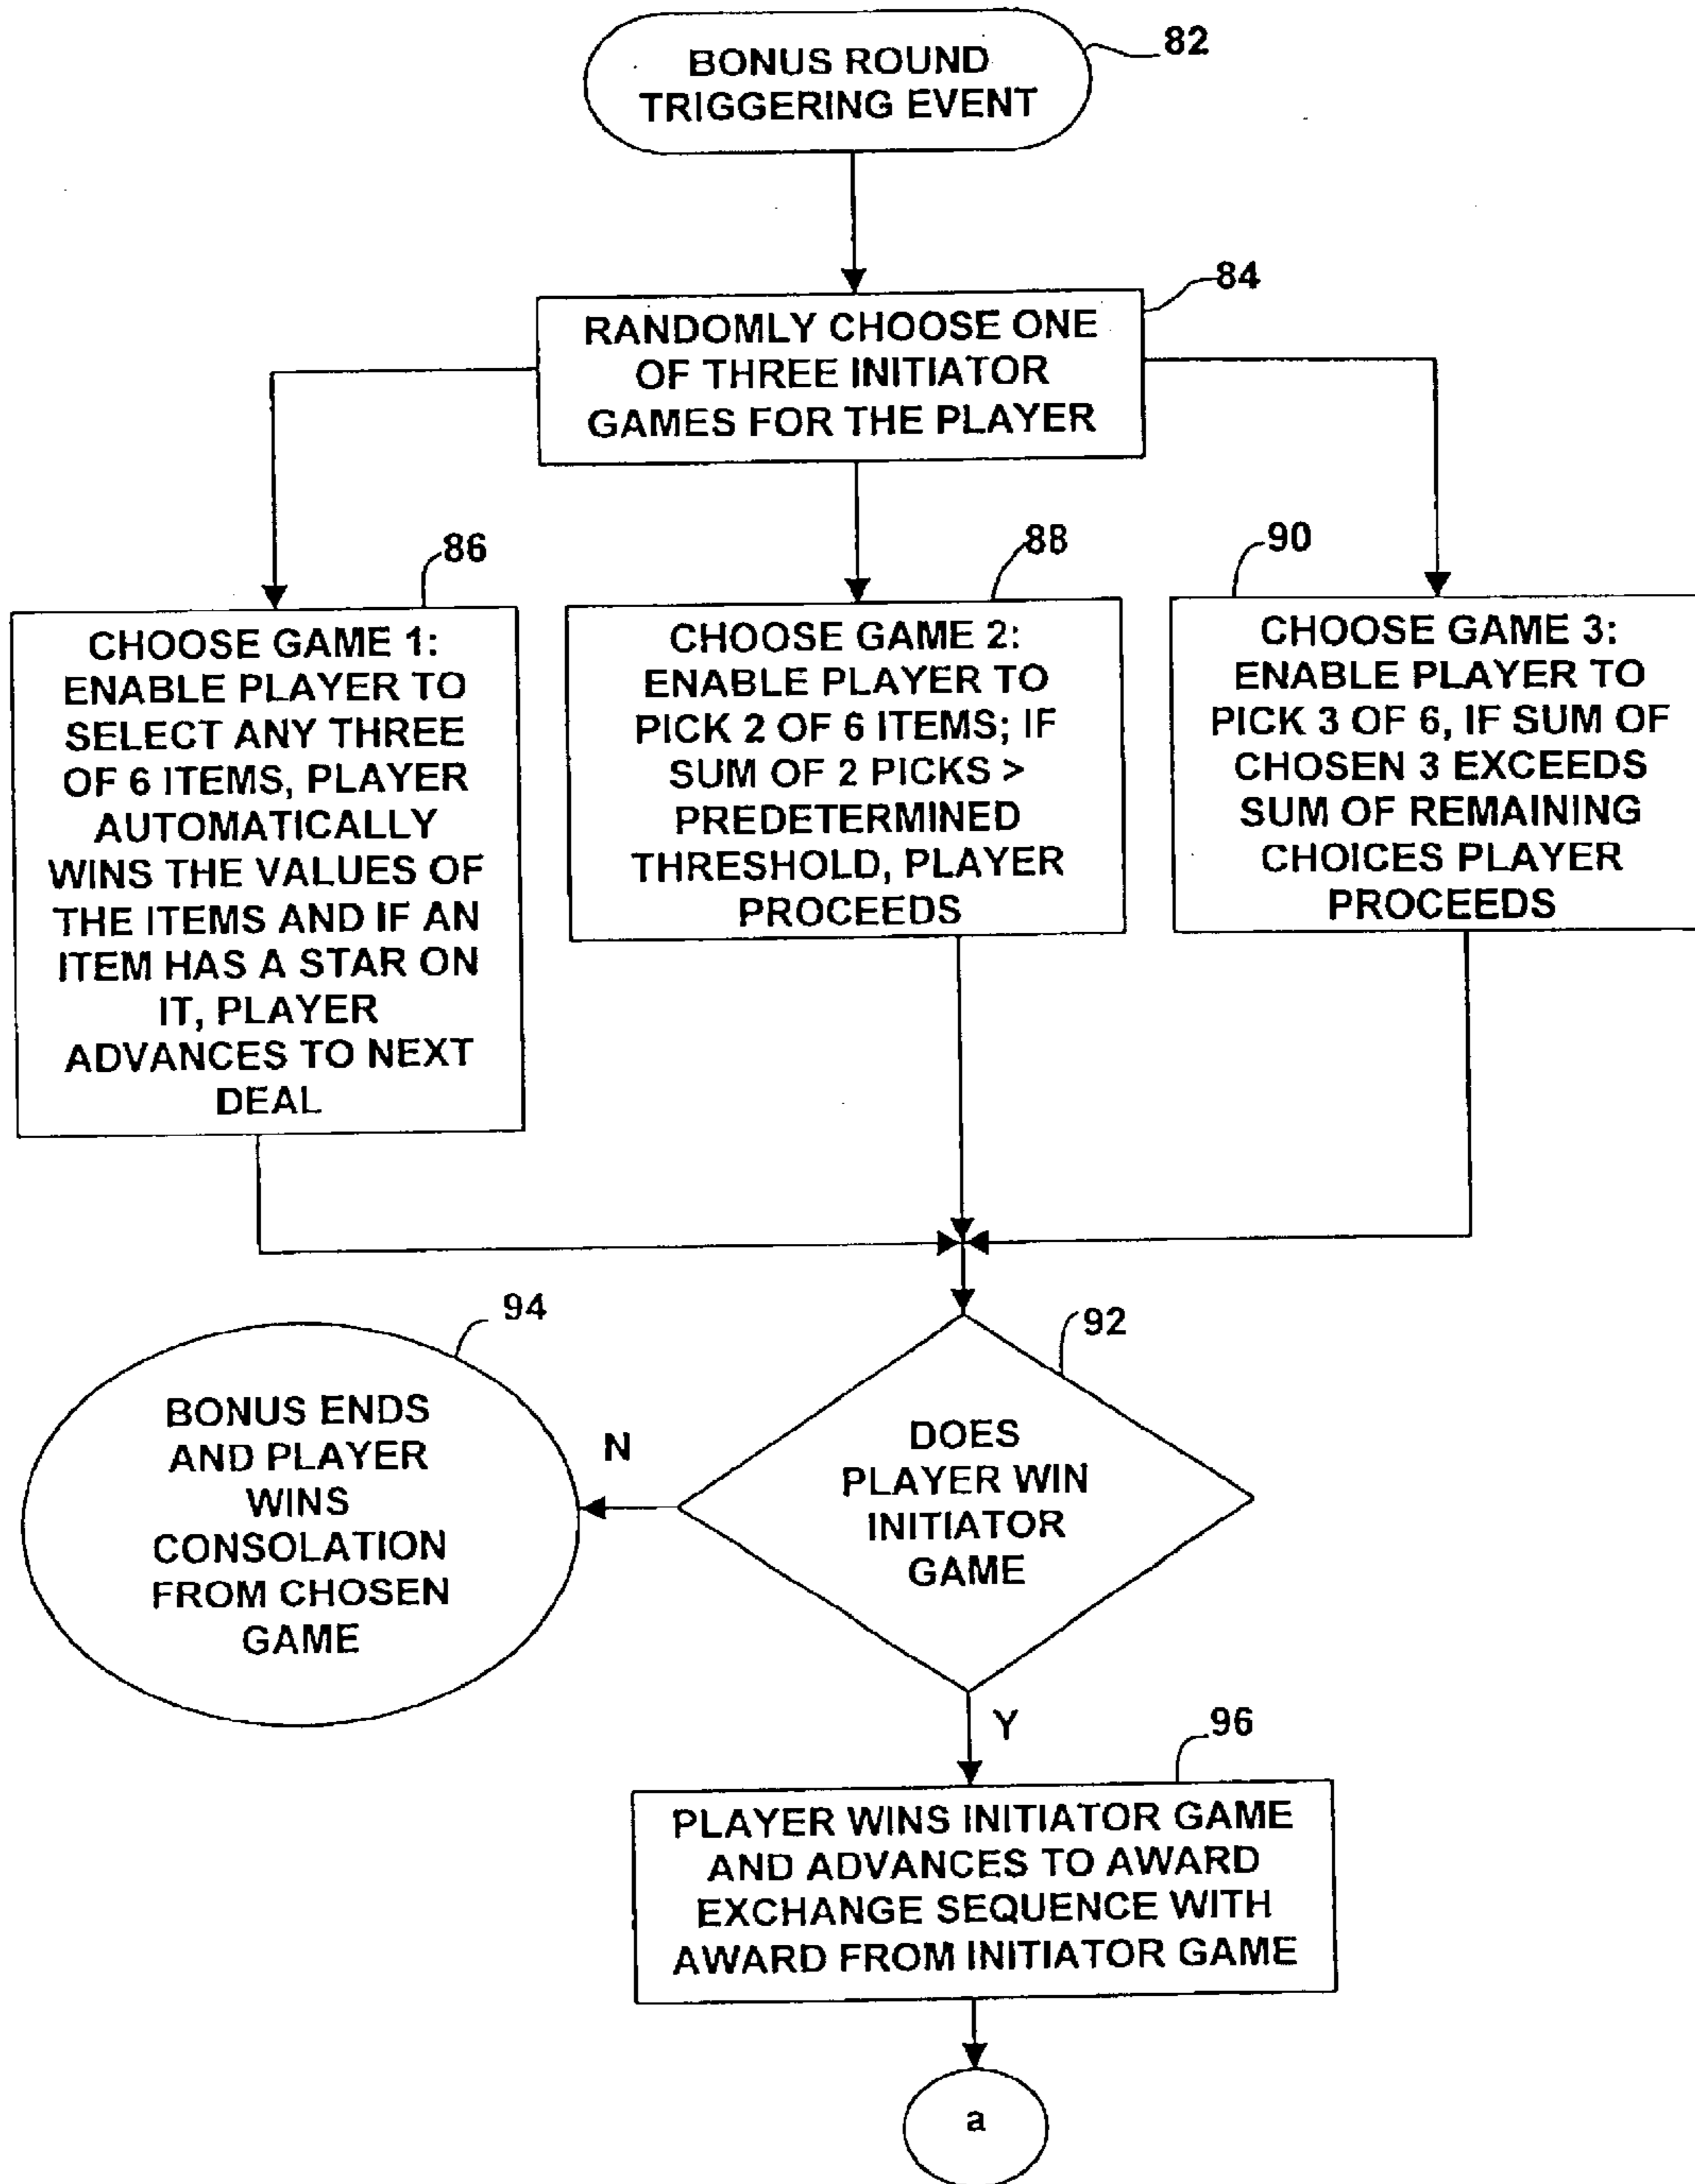 BONUS ROUND
TRIGGERING EVENT
82
84
RANDOMLY CHOOSE ONE
OF THREE INITIATOR
GAMES FOR THE PLAYER
86
CHOOSE GAME 1:
ENABLE PLAYER TO
SELECT ANY THREE
OF 6 ITEMS, PLAYER
AUTOMATICALLY
WINS THE VALUES OF
THE ITEMS AND IF AN
ITEM HAS A STAR ON
IT, PLAYER
ADVANCES TO NEXT
DEAL
88
CHOOSE GAME 2:
ENABLE PLAYER TO
PICK 2 OF 6 ITEMS; IF
SUM OF 2 PICKS >
PREDETERMINED
THRESHOLD, PLAYER
PROCEEDS
90
CHOOSE GAME 3:
ENABLE PLAYER TO
PICK 3 OF 6, IF SUM OF
CHOSEN 3 EXCEEDS
SUM OF REMAINING
CHOICES PLAYER
PROCEEDS
92
DOES
PLAYER WIN
INITIATOR
GAME
N
94
BONUS ENDS
AND PLAYER
WINS
CONSOLATION
FROM CHOSEN
GAME
Y
96
PLAYER WINS INITIATOR GAME
AND ADVANCES TO AWARD
EXCHANGE SEQUENCE WITH
AWARD FROM INITIATOR GAME
a